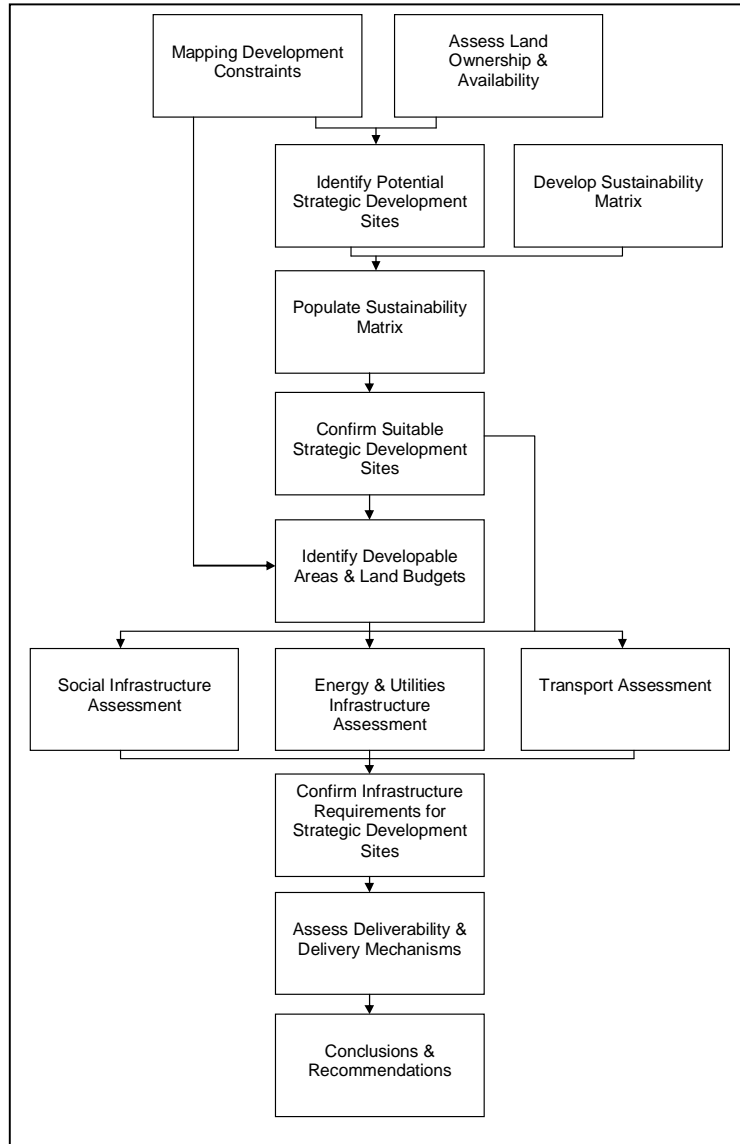 Mapping Development
Constraints
Assess Land
Ownership &
Availability
Identify Potential
Strategic Development
Sites
Develop Sustainability
Matrix
Populate Sustainability
Matrix
Confirm Suitable
Strategic Development
Sites
Identify Developable
Areas & Land Budgets
Social Infrastructure
Assessment
Energy & Utilities
Infrastructure
Assessment
Transport Assessment
Confirm Infrastructure
Requirements for
Strategic Development
Sites
Assess Deliverability &
Delivery Mechanisms
Conclusions &
Recommendations